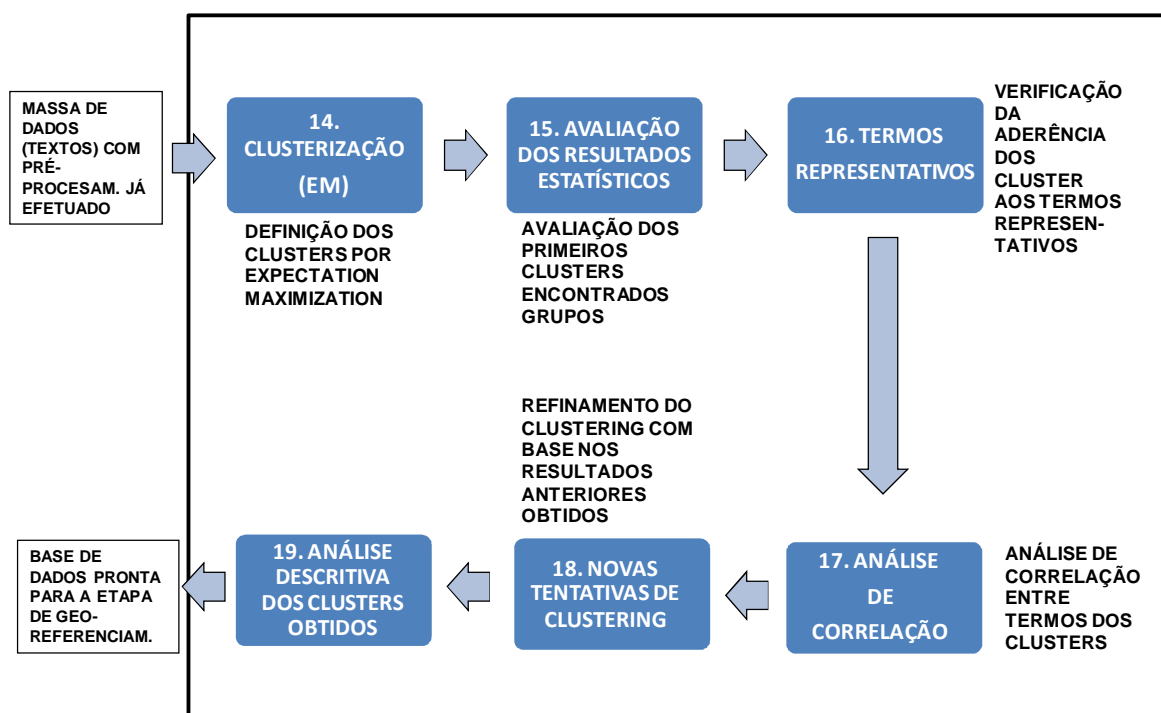 MASSA DE
DADOS
(TEXTOS) COM
PRÉ-
PROCESAM. JÁ
EFETUADO
14.
CLUSTERIZAÇÃO
(EM)
DEFINIÇÃO DOS
CLUSTERS POR
EXPECTATION
MAXIMIZATION
15. AVALIAÇÃO
DOS RESULTADOS
ESTATÍSTICOS
AVALIAÇÃO DOS
PRIMEIROS
CLUSTERS
ENCONTRADOS
GRUPOS
16. TERMOS
REPRESENTATIVOS
VERIFICAÇÃO
DA
ADERÊNCIA
DOS
CLUSTER
AOS TERMOS
REPRESEN-
TATIVOS
17. ANÁLISE
DE
CORRELAÇÃO
ANÁLISE DE
CORRELAÇÃO
ENTRE
TERMOS DOS
CLUSTERS
REFINAMENTO DO
CLUSTERING COM
BASE NOS
RESULTADOS
ANTERIORES
OBTIDOS
18. NOVAS
TENTATIVAS DE
CLUSTERING
19. ANÁLISE
DESCRITIVA
DOS CLUSTERS
OBTIDOS
BASE DE
DADOS PRONTA
PARA A ETAPA
DE GEO-
REFERENCIAM.